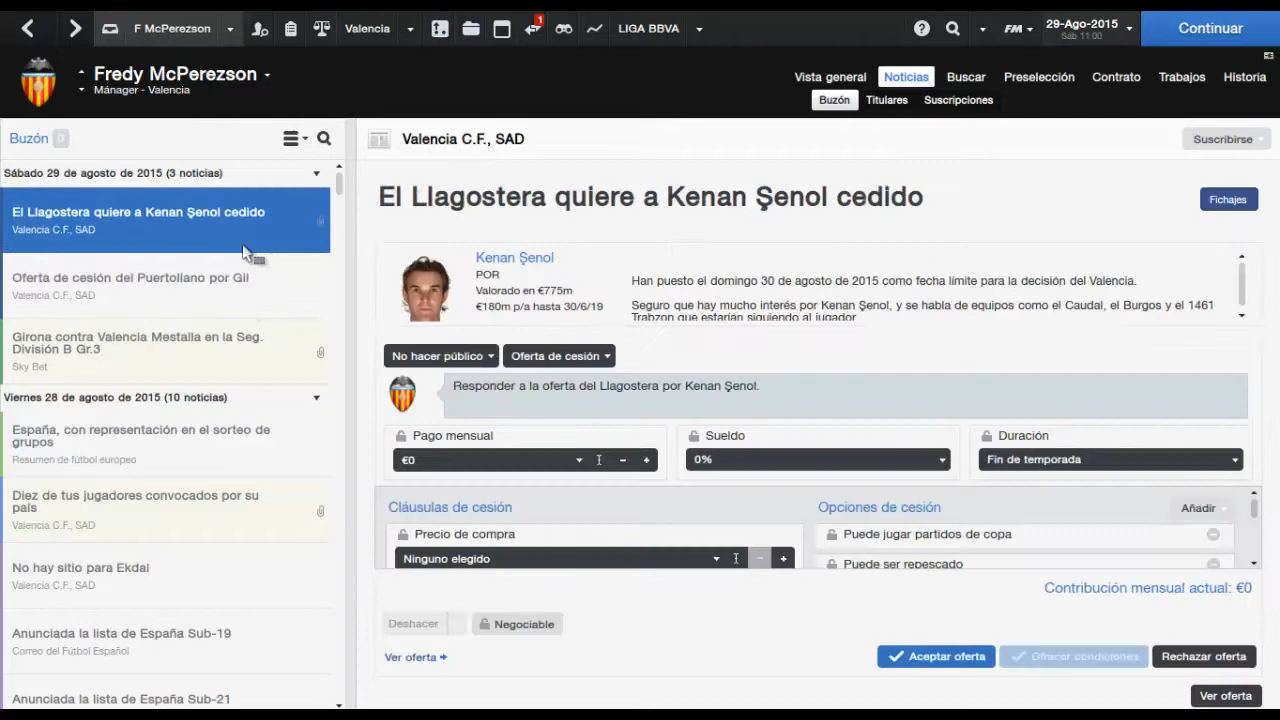 F McPerezson
Valencia
1
LIGA BBVA
FM
29-Ago-2015
Sáb 11:00
Continuar
Fredy McPerezson
Mánager - Valencia
Vista general
Noticias
Buscar
Preselección
Contrato
Trabajos
Historia
Buzón
Titulares
Suscripciones
Buzón 0
Sábado 29 de agosto de 2015 (3 noticias)
El Llagostera quiere a Kenan Şenol cedido
Valencia C.F., SAD
Oferta de cesión del Puertollano por Gil
Valencia C.F., SAD
Girona contra Valencia Mestalla en la Seg.
División B Gr.3
Sky Bet
Viernes 28 de agosto de 2015 (10 noticias)
España, con representación en el sorteo de
grupos
Resumen de fútbol europeo
Diez de tus jugadores convocados por su
país
Valencia C.F., SAD
No hay sitio para Ekdal
Valencia C.F., SAD
Anunciada la lista de España Sub-19
Correo del Fútbol Español
Anunciada la lista de España Sub-21
Valencia C.F., SAD
Suscribirse
El Llagostera quiere a Kenan Şenol cedido
Fichajes
Kenan Şenol
POR
Valorado en €775m
€180m p/a hasta 30/6/19
Han puesto el domingo 30 de agosto de 2015 como fecha límite para la decisión del Valencia.
Seguro que hay mucho interés por Kenan Şenol, y se habla de equipos como el Caudal, el Burgos y el 1461
Trabzon que estarían siguiendo al jugador
No hacer público
Oferta de cesión
Responder a la oferta del Llagostera por Kenan Şenol.
Pago mensual
€0
Sueldo
0%
Duración
Fin de temporada
Cláusulas de cesión
Precio de compra
Ninguno elegido
Opciones de cesión
Añadir
Puede jugar partidos de copa
Puede ser repescado
Contribución mensual actual: €0
Deshacer
Negociable
Ver oferta
Aceptar oferta
Ofrecer condiciones
Rechazar oferta
Ver oferta